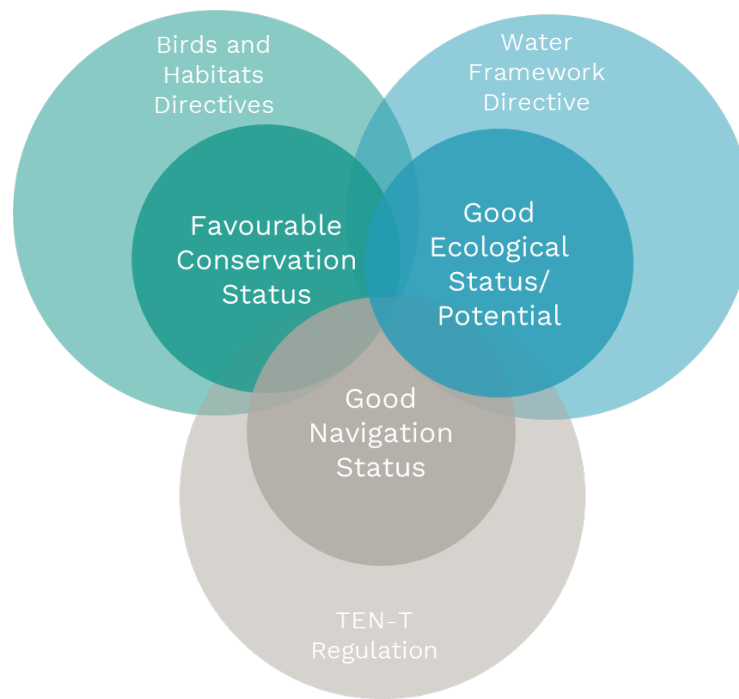 Birds and
Habitats
Directives
Water
Framework
Directive
Favourable
Conservation
Status
Good
Ecological
Status/
Potential
Good
Navigation
Status
TEN-T
Regulation